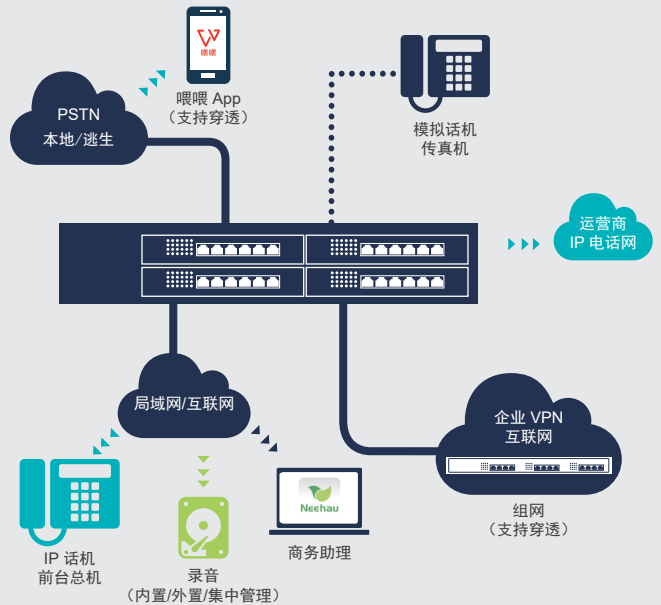 喂喂
喂喂 App
（支持穿透）
PSTN
本地/逃生
模拟话机
传真机
运营商
IP 电话网
局域网/互联网
企业 VPN
互联网
组网
（支持穿透）
IP 话机
前台总机
录音
（内置/外置/集中管理）
Neehau
商务助理